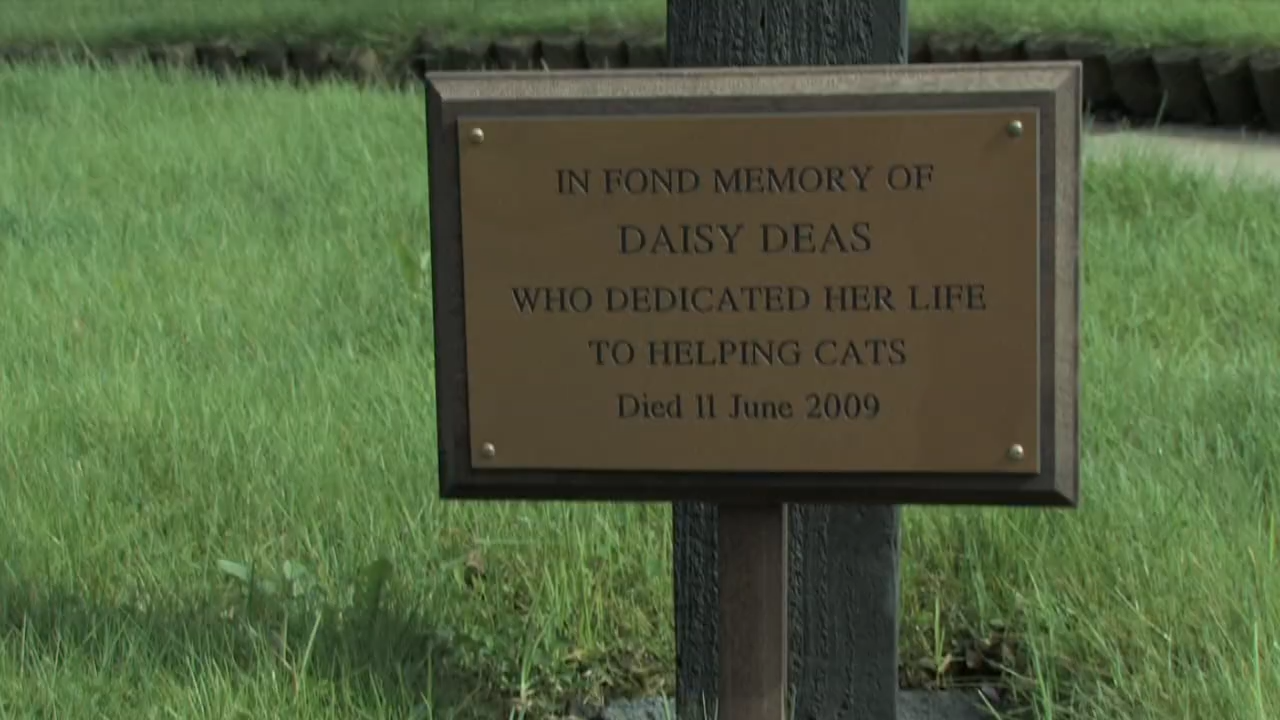 IN FOND MEMORY OF
DAISY DEAS
WHO DEDICATED HER LIFE
TO HELPING CATS
Died 11 June 2009